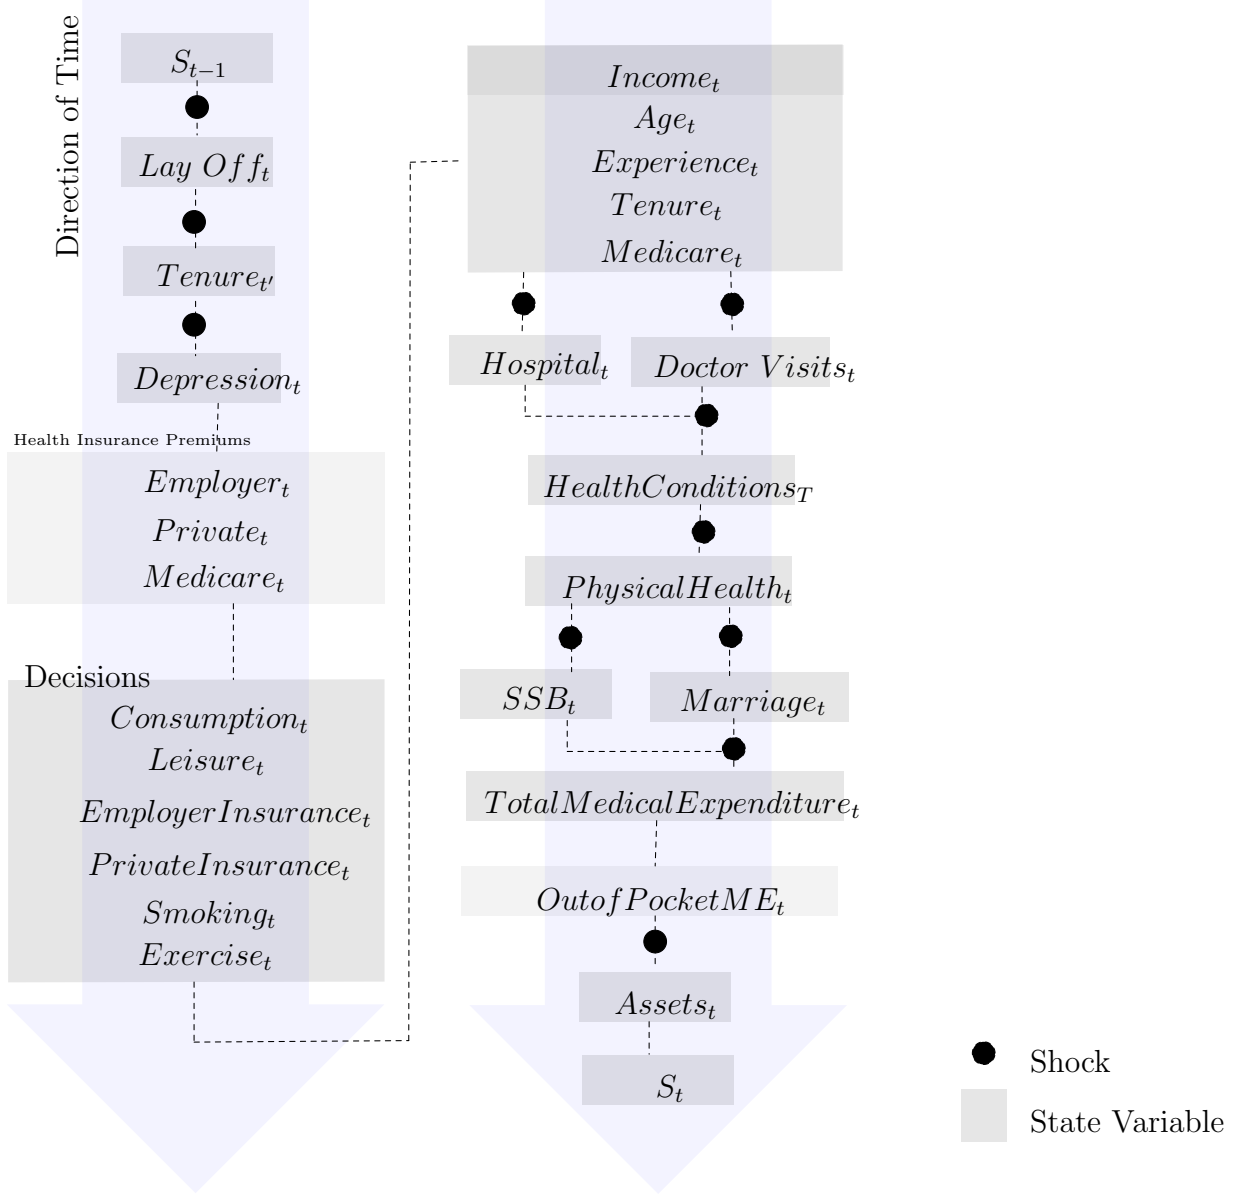 Direction of Time
S_{t−1}
Lay Off_t
Tenure_{t'}
Depression_t
Health Insurance Premiums
Employer_t
Private_t
Medicare_t
Decisions
Consumption_t
Leisure_t
EmployerInsurance_t
PrivateInsurance_t
Smoking_t
Exercise_t
Income_t
Age_t
Experience_t
Tenure_t
Medicare_t
Hospital_t
Doctor Visits_t
HealthConditions_T
PhysicalHealth_t
SSB_t
Marriage_t
TotalMedicalExpenditure_t
OutofPocketME_t
Assets_t
S_t
Shock
State Variable